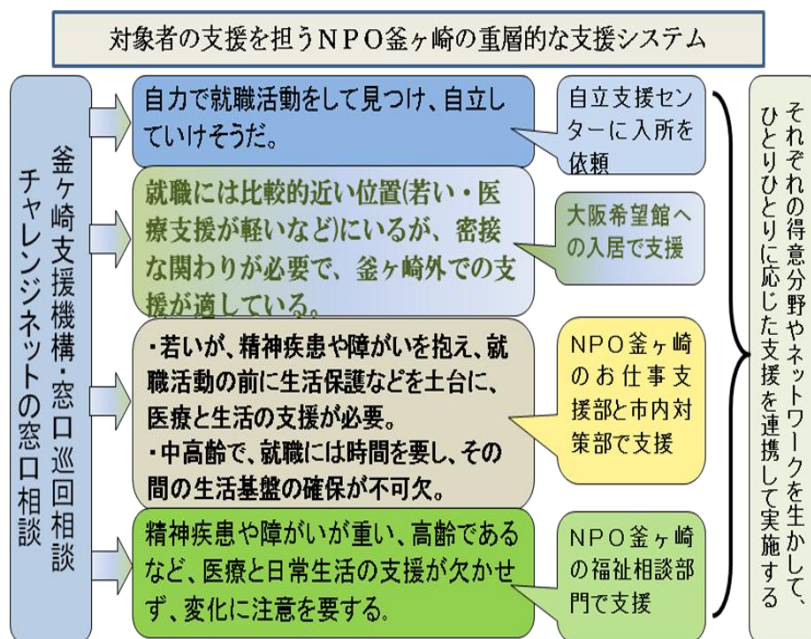 対象者の支援を担うNPO釜ヶ崎の重層的な支援システム
釜ヶ崎支援機構・窓口巡回相談
チャレンジネットの窓口相談
自力で就職活動をして見つけ、自立し
ていけそうだ。
自立支援セン
ターに入所を
依頼
就職には比較的近い位置(若い・医
療支援が軽いなど)にいるが、密接
な関わりが必要で、釜ヶ崎外での支
援が適している。
大阪希望館へ
の入居で支援
・若いが、精神疾患や障がいを抱え、就
職活動の前に生活保護などを土台に、
医療と生活の支援が必要。
・中高齢で、就職には時間を要し、その
間の生活基盤の確保が不可欠。
NPO釜ヶ崎
のお仕事支
援部と市内対
策部で支援
精神疾患や障がいが重い、高齢である
など、医療と日常生活の支援が欠かせ
ず、変化に注意を要する。
NPO釜ヶ崎
の福祉相談部
門で支援
それぞれの得意分野やネットワークを生かして、
ひとりひとりに応じた支援を連携して実施する